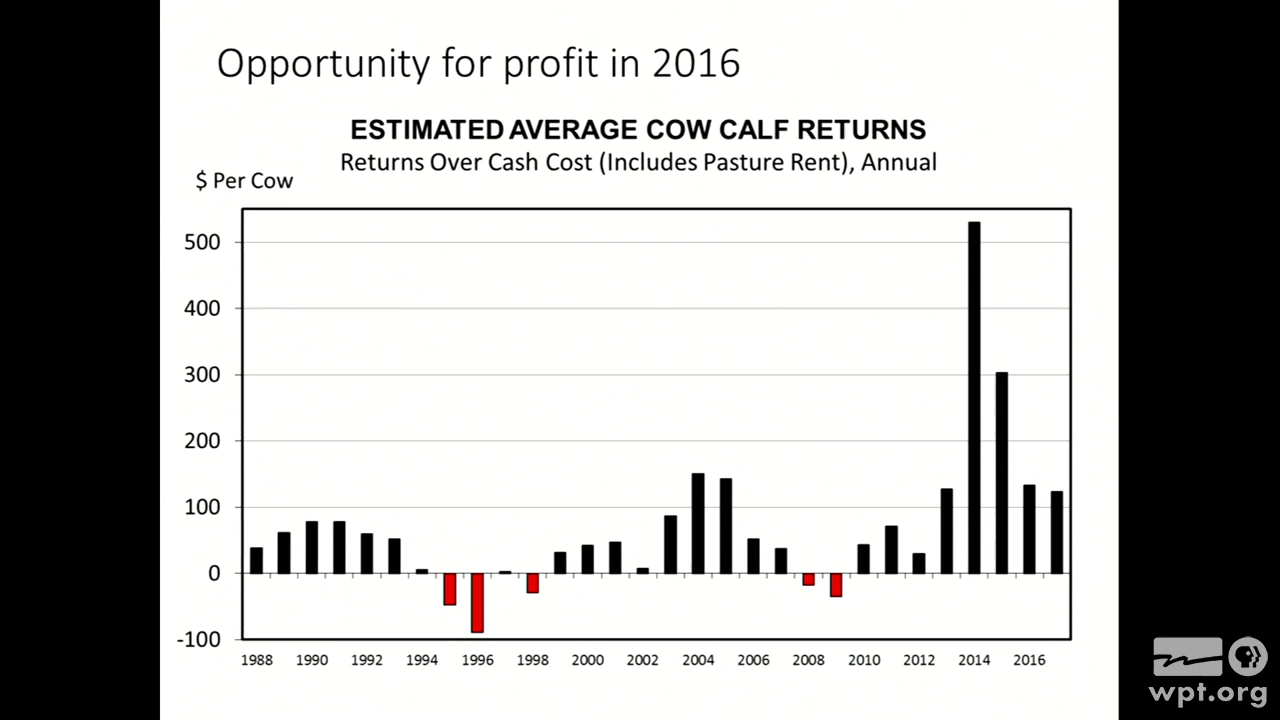 Opportunity for profit in 2016
ESTIMATED AVERAGE COW CALF RETURNS
Returns Over Cash Cost (Includes Pasture Rent), Annual
$ Per Cow
500
400
300
200
100
0
-100
1988 1990 1992 1994 1996 1998 2000 2002 2004 2006 2008 2010 2012 2014 2016
wpt.org